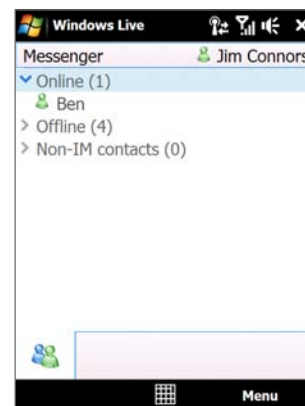 Windows Live
Messenger Jim Connors
Online (1)
Ben
Offline (4)
Non-IM contacts (0)
Menu